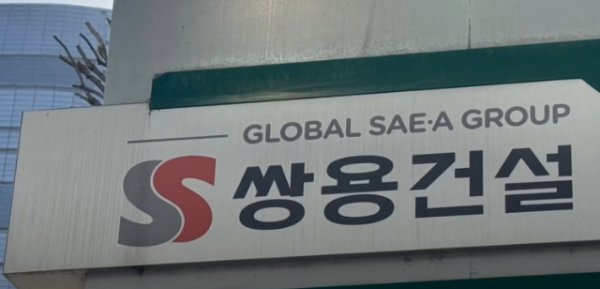 GLOBAL SAE·A GROUP
SS 쌍용건설